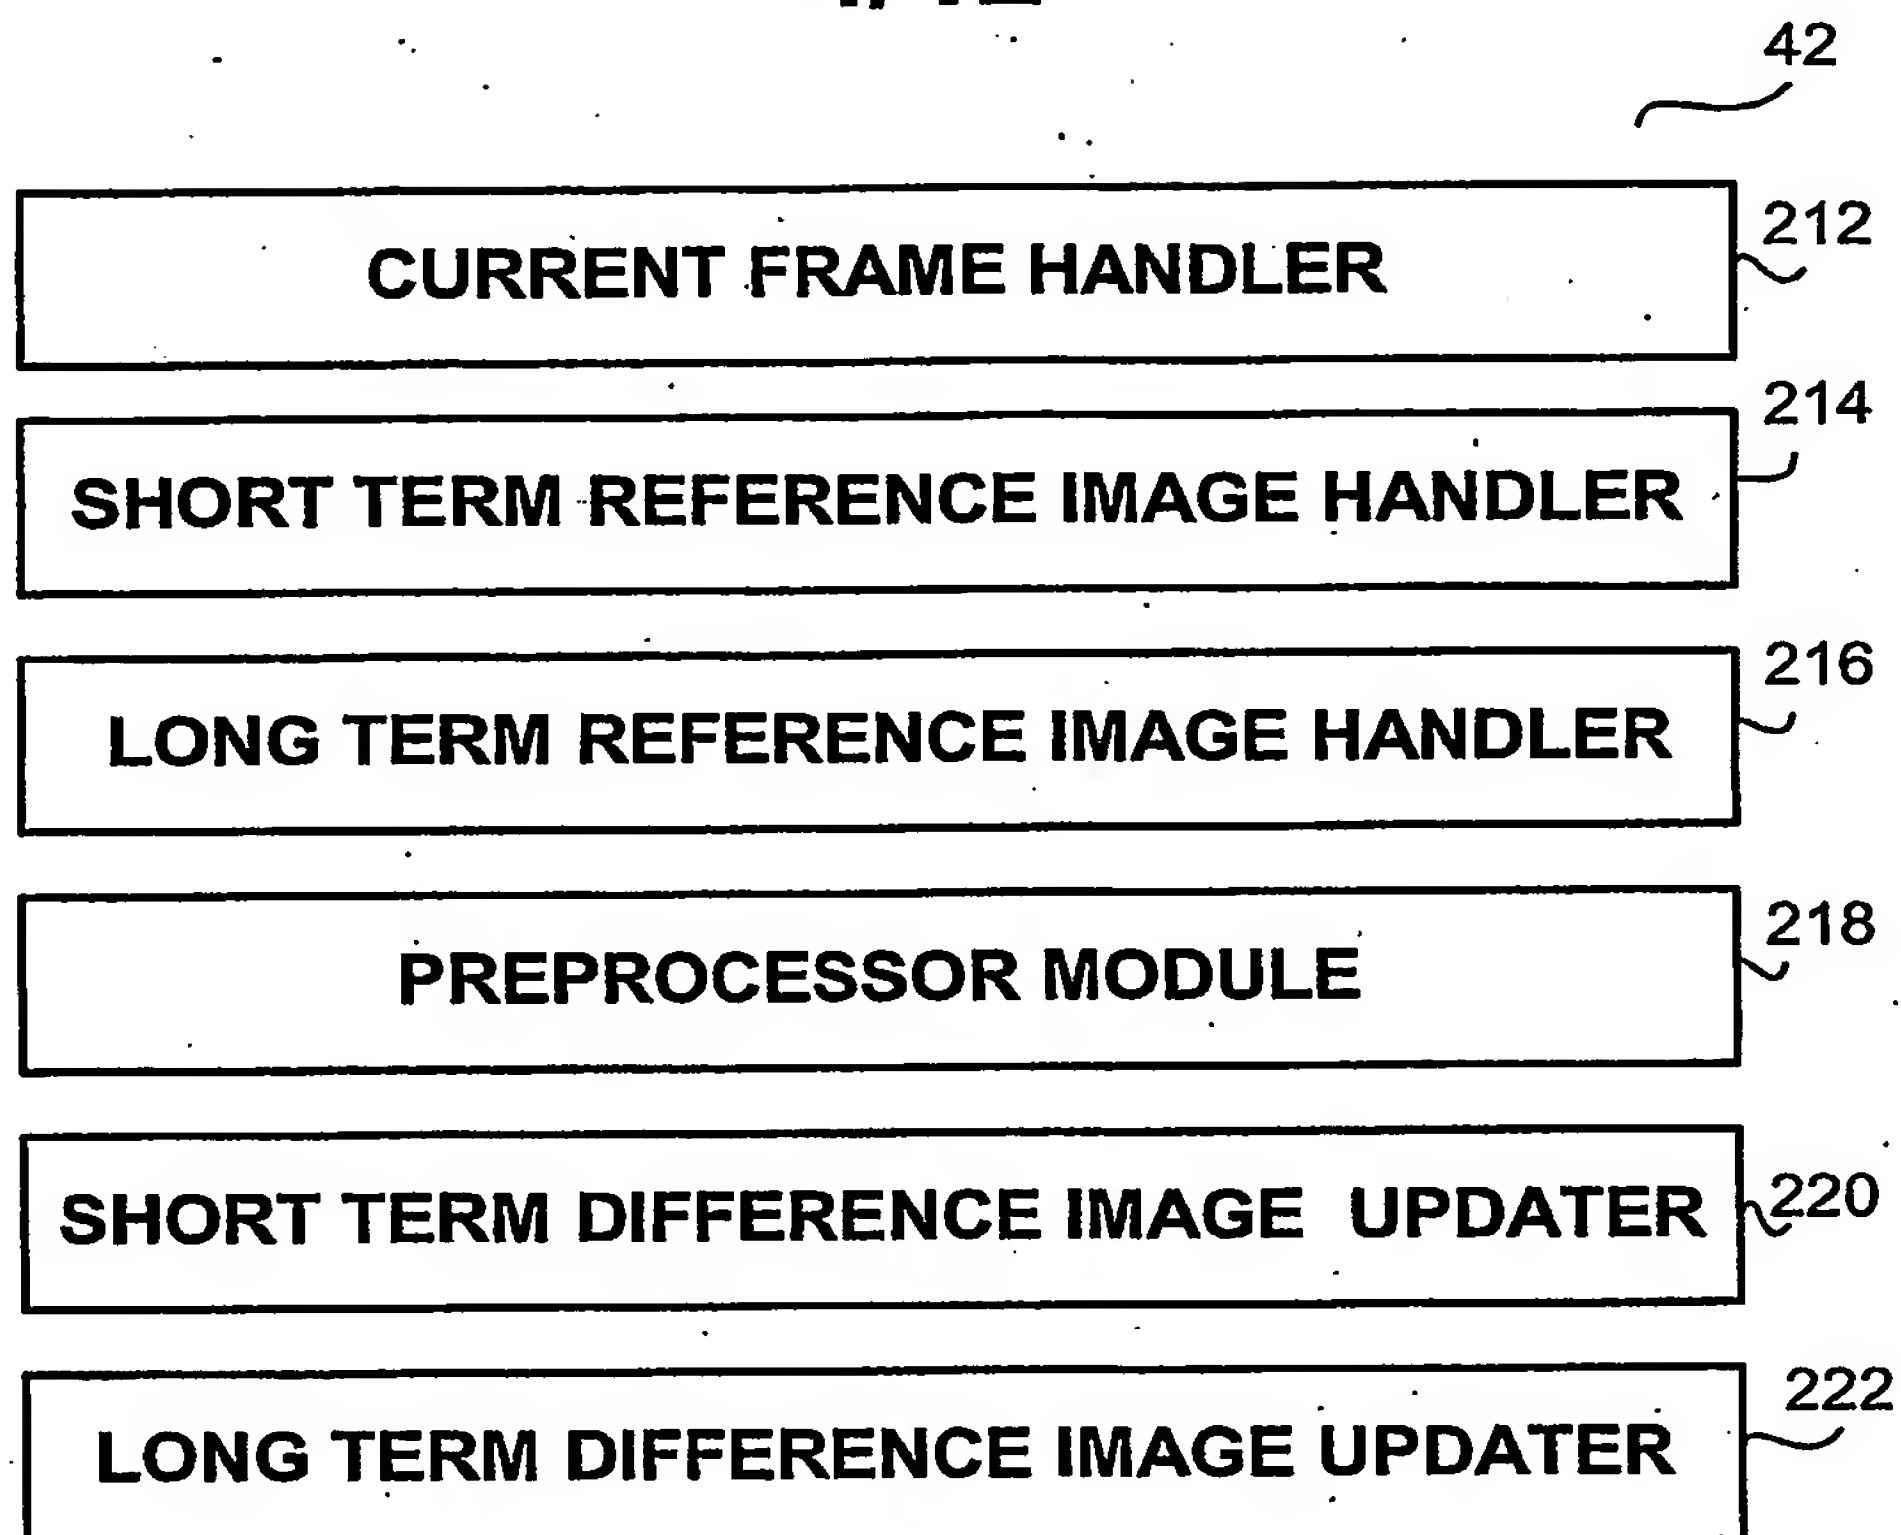 42
212
CURRENT FRAME HANDLER
214
SHORT TERM REFERENCE IMAGE HANDLER
216
LONG TERM REFERENCE IMAGE HANDLER
218
PREPROCESSOR MODULE
220
SHORT TERM DIFFERENCE IMAGE UPDATER
222
LONG TERM DIFFERENCE IMAGE UPDATER